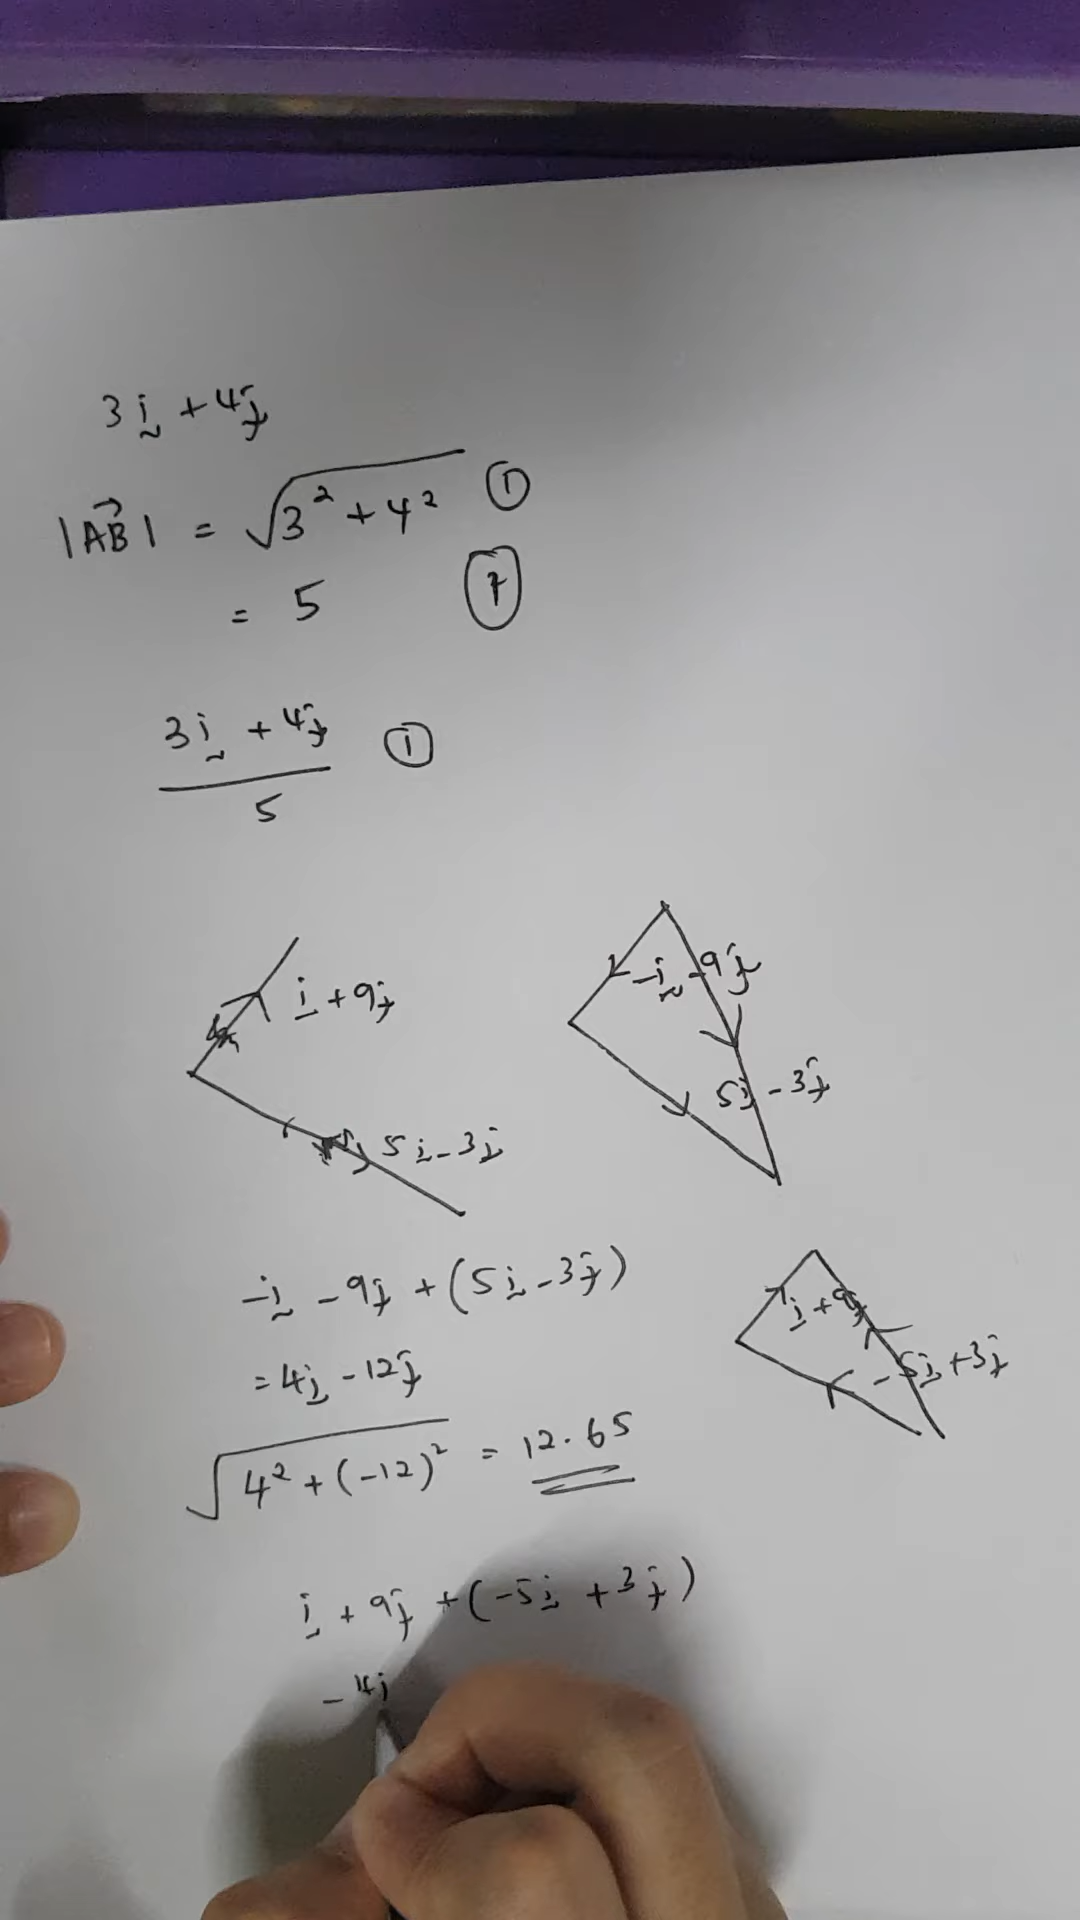 3i + 4j
|AB| = √3² + 4² ①
= 5
3i + 4j ①
5
i + 9j
5i - 3j
-i - 9j
5i - 3j
-i - 9j + (5i - 3j)
= 4i - 12j
√4² + (-12)² = 12.65
i + 9j
-5i + 3j
i + 9j + (-5i + 3j)
-4i